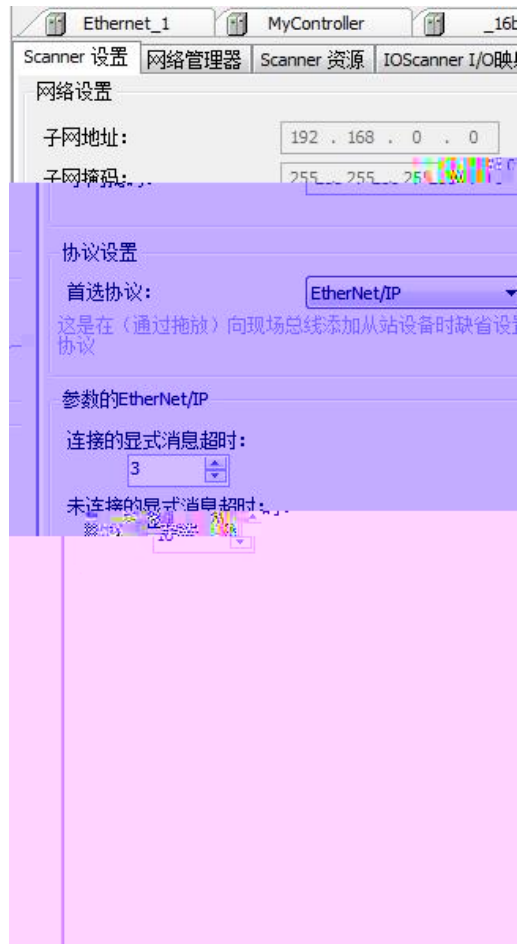 Ethernet_1 MyController _16b
Scanner 设置 网络管理器 Scanner 资源 IOScanner I/O映
网络设置
子网地址: 192 . 168 . 0 . 0
子网掩码: 255 . 255 .
协议设置
首选协议: EtherNet/IP
这是在（通过拖放）向现场总线添加从站设备时缺省设
协议
参数的EtherNet/IP
连接的显式消息超时:
3
未连接的显式消息超时: